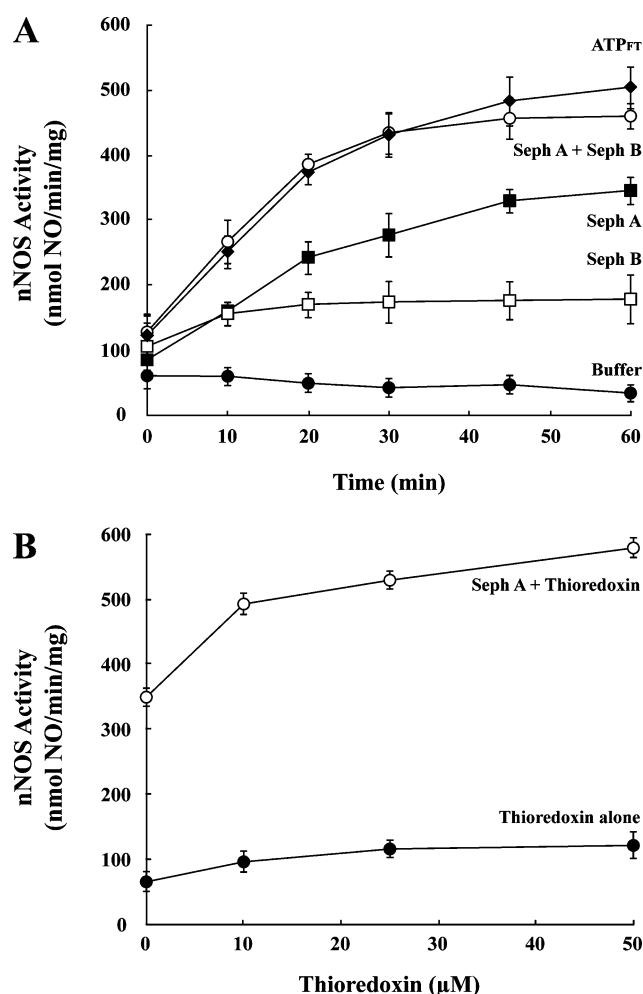 A
600
500
400
300
200
100
0
0 10 20 30 40 50 60
Time (min)
nNOS Activity
(nmol NO/min/mg)
ATPFT
Seph A + Seph B
Seph A
Seph B
Buffer
B
600
500
400
300
200
100
0
0 10 20 30 40 50
Thioredoxin (µM)
nNOS Activity
(nmol NO/min/mg)
Seph A + Thioredoxin
Thioredoxin alone